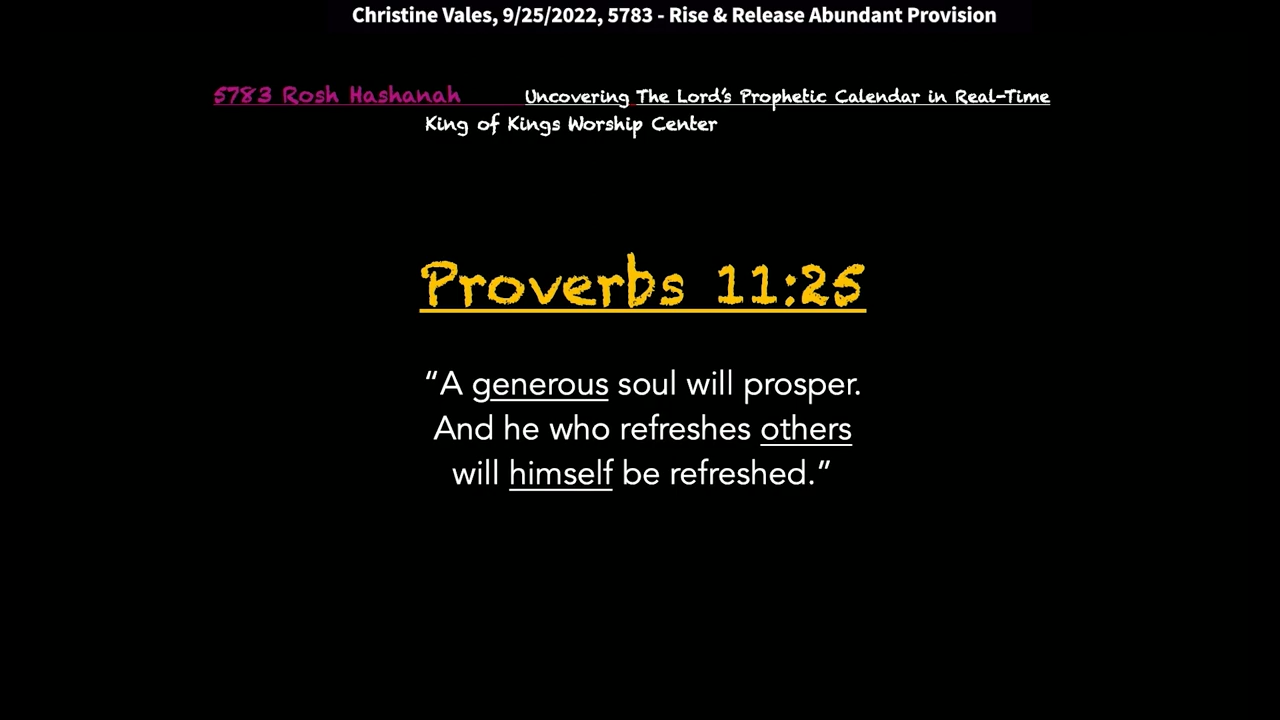 Christine Vales, 9/25/2022, 5783 - Rise & Release Abundant Provision
5783 Rosh Hashanah Uncovering The Lord's Prophetic Calendar in Real-Time
King of Kings Worship Center
Proverbs 11:25
“A generous soul will prosper.
And he who refreshes others
will himself be refreshed.”